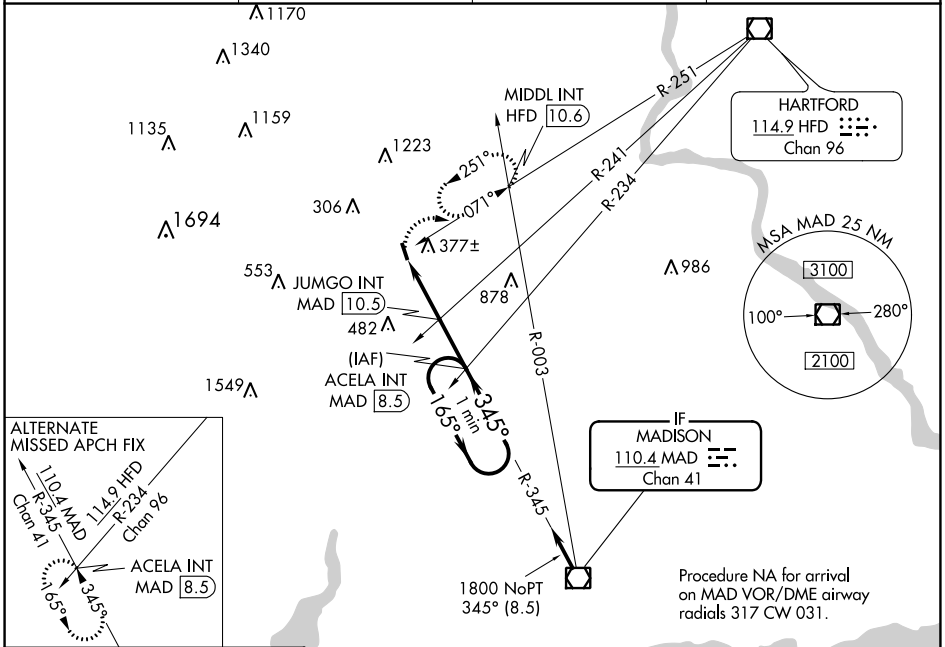 1170
1340
1135
1159
1223
306
1694
377±
553
482
878
986
1549
R-251
MIDDL INT
HFD 10.6
HARTFORD
114.9 HFD
Chan 96
R-241
R-234
251°
071°
MSA MAD 25 NM
3100
100°
280°
2100
JUMGO INT
MAD 10.5
(IAF)
ACELA INT
MAD 8.5
R-003
165°
1 min
345°
R-345
IF
MADISON
110.4 MAD
Chan 41
1800 NoPT
345° (8.5)
Procedure NA for arrival
on MAD VOR/DME airway
radials 317 CW 031.
ALTERNATE
MISSED APCH FIX
110.4 MAD
R-345
Chan 41
114.9 HFD
R-234
Chan 96
ACELA INT
MAD 8.5
165°
345°